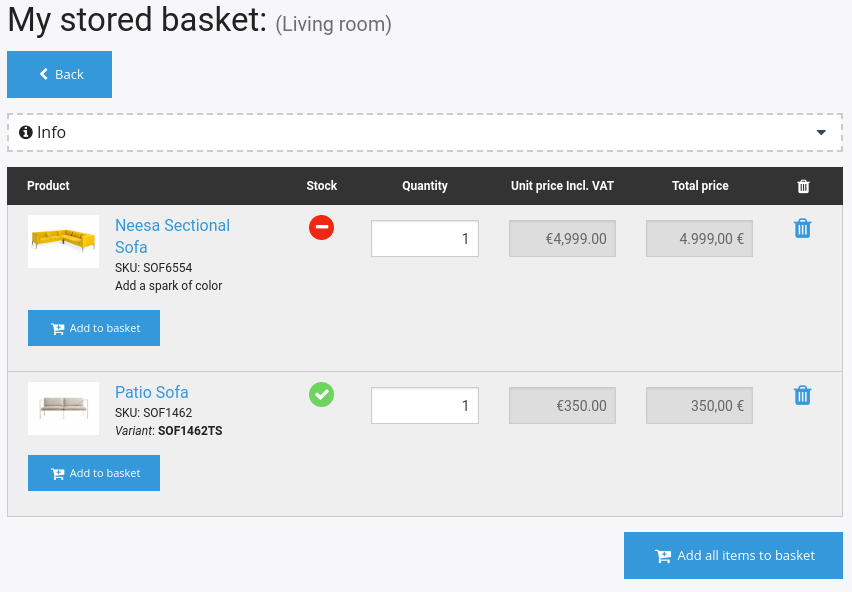 My stored basket: (Living room)
Back
Info
Product Stock Quantity Unit price Incl. VAT Total price
Neesa Sectional
Sofa
1 €4,999.00 4.999,00 €
SKU: SOF6554
Add a spark of color
Add to basket
Patio Sofa
1 €350.00 350,00 €
SKU: SOF1462
Variant: SOF1462TS
Add to basket
Add all items to basket